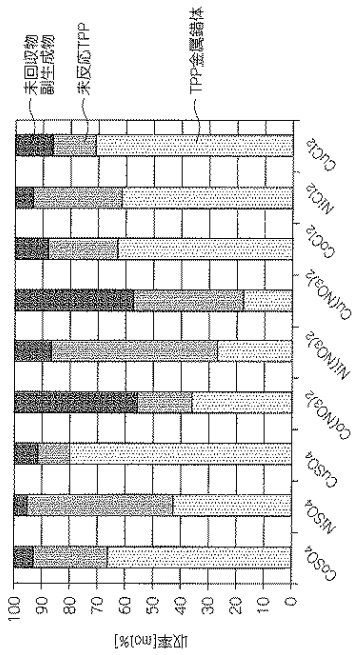 未回収物
副生成物
未反応TPP
TPP金属錯体
収率[mol%]
100
90
80
70
60
50
40
30
20
10
0
CoSO4
NiSO4
CuSO4
Co(NO3)2
Ni(NO3)2
Cu(NO3)2
CoCl2
NiCl2
CuCl2